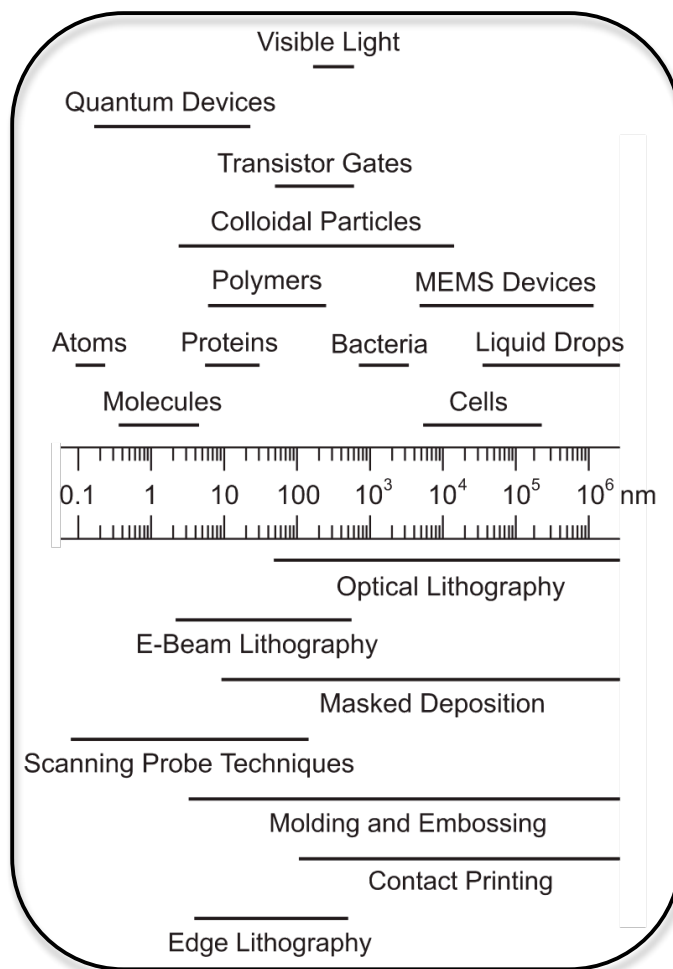 Visible Light
Quantum Devices
Transistor Gates
Colloidal Particles
Polymers MEMS Devices
Atoms Proteins Bacteria Liquid Drops
Molecules Cells
0.1 1 10 100 10³ 10⁴ 10⁵ 10⁶ nm
Optical Lithography
E-Beam Lithography
Masked Deposition
Scanning Probe Techniques
Molding and Embossing
Contact Printing
Edge Lithography